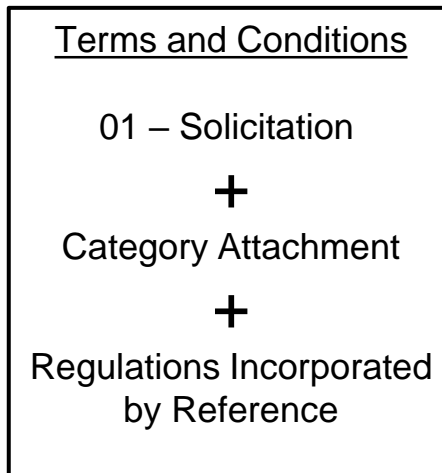 Terms and Conditions
01 – Solicitation
+
Category Attachment
+
Regulations Incorporated
by Reference